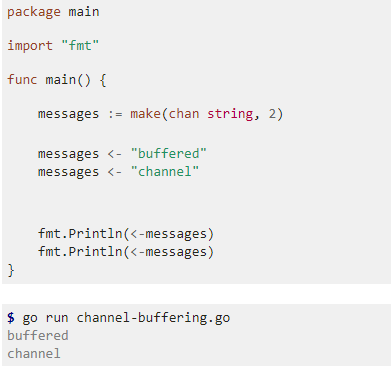 package main
import "fmt"
func main() {
    messages := make(chan string, 2)
    messages <- "buffered"
    messages <- "channel"
    fmt.Println(<-messages)
    fmt.Println(<-messages)
}
$ go run channel-buffering.go
buffered
channel